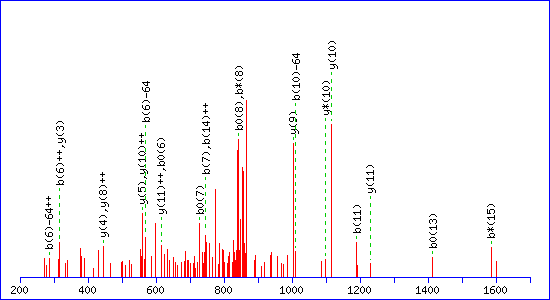 b(6)-64++
b(6)++,y(3)
y(4),y(8)++
y(5),y(10)++
b(6)-64
y(11)++,b0(6)
b0(7)
b(7),b(14)++
b0(8),b*(8)
y(9)
b(10)-64
y*(10)
y(10)
b(11)
y(11)
b0(13)
b*(15)
200 400 600 800 1000 1200 1400 1600